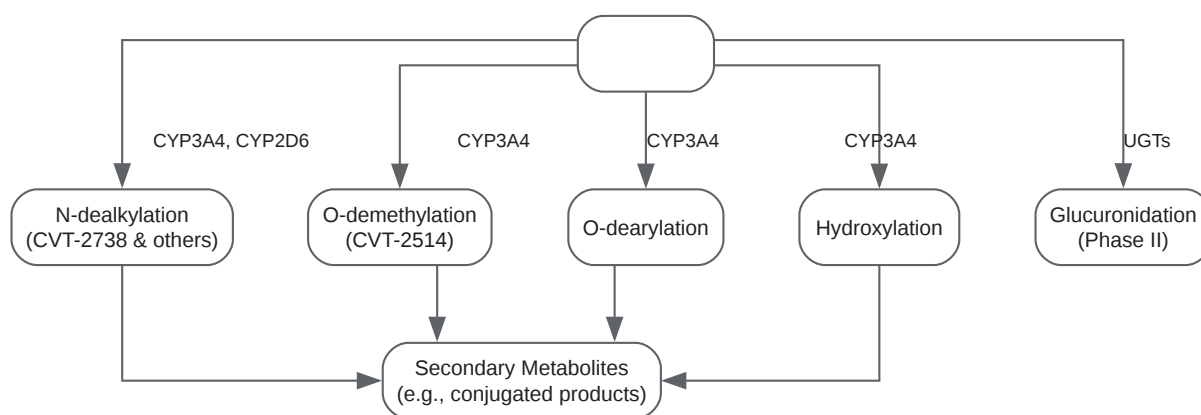 CYP3A4, CYP2D6
CYP3A4
CYP3A4
CYP3A4
UGTs
N-dealkylation
(CVT-2738 & others)
O-demethylation
(CVT-2514)
O-dearylation
Hydroxylation
Glucuronidation
(Phase II)
Secondary Metabolites
(e.g., conjugated products)